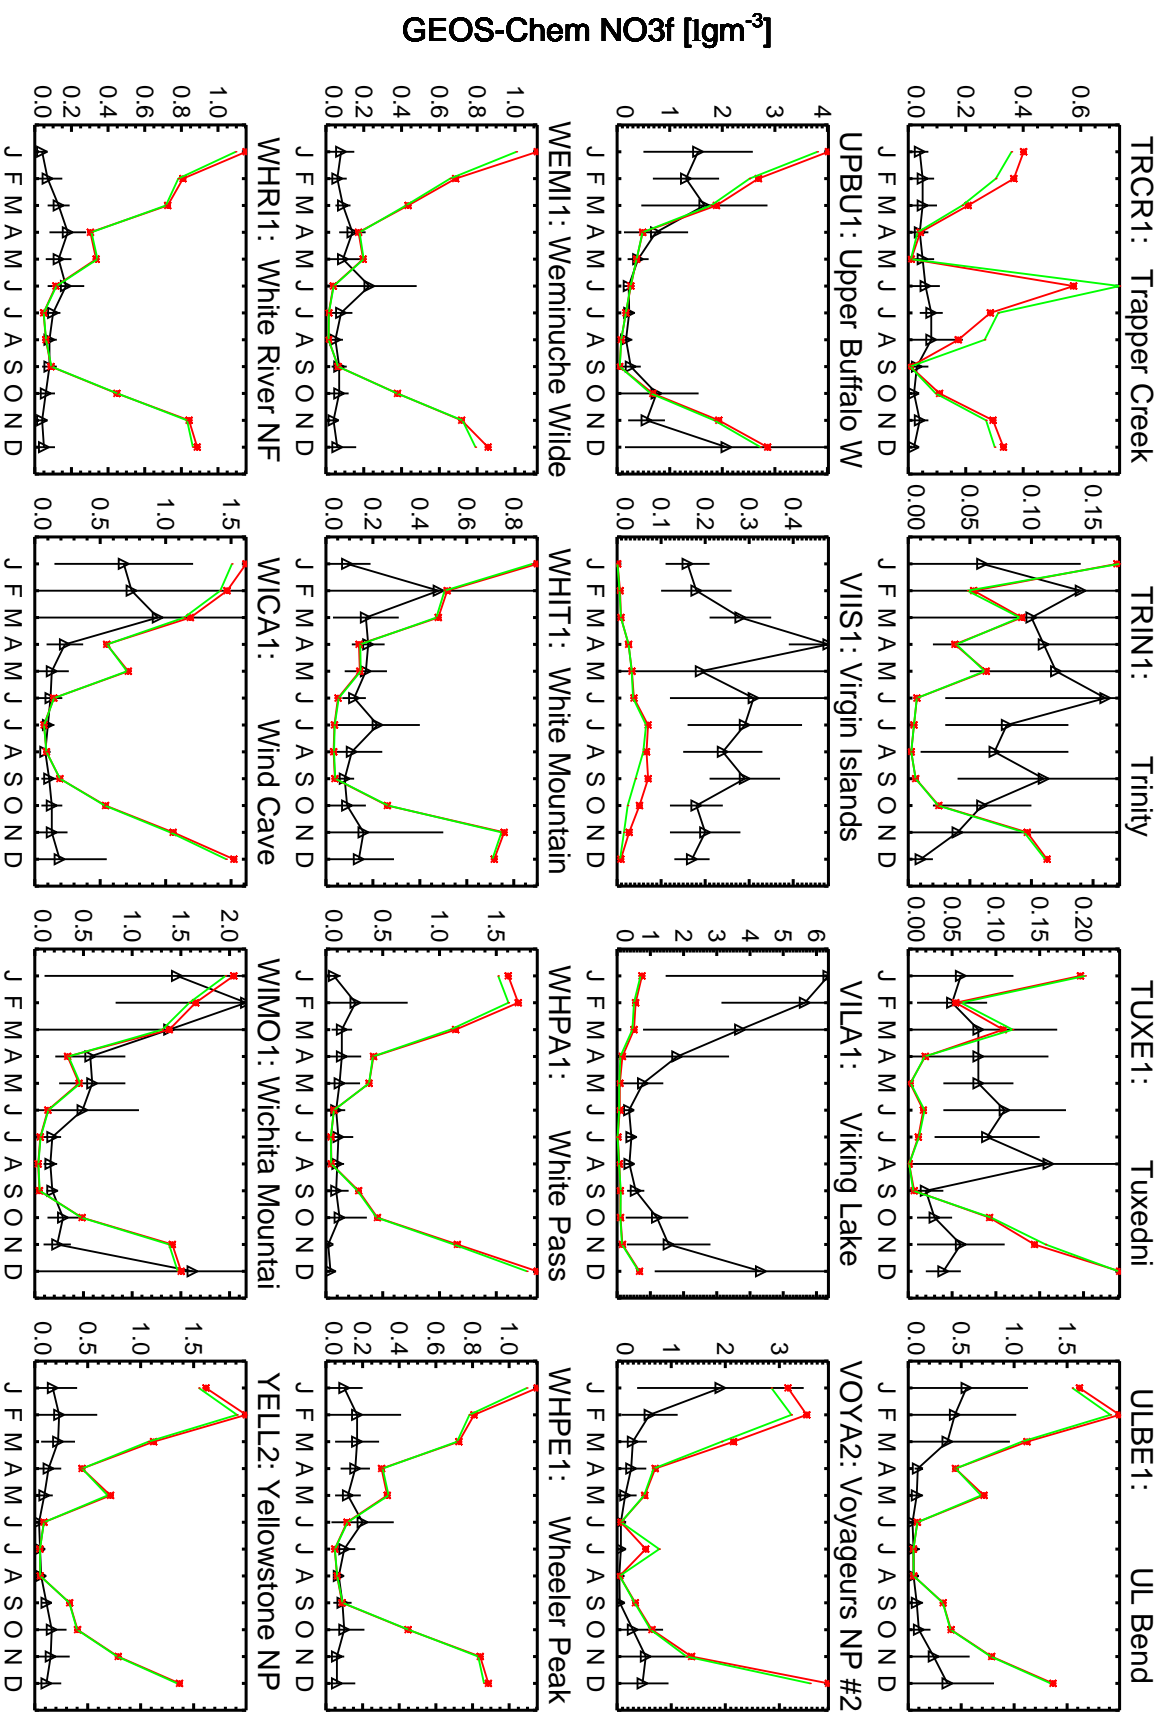 GEOS-Chem NO3f [lgm-3]
TRCR1: Trapper Creek
0.6
0.4
0.2
0.0
J F M A M J J A S O N D
TRIN1: Trinity
0.15
0.10
0.05
0.00
J F M A M J J A S O N D
TUXE1: Tuxedni
0.20
0.15
0.10
0.05
0.00
J F M A M J J A S O N D
ULBE1: UL Bend
1.5
1.0
0.5
0.0
J F M A M J J A S O N D
UPBU1: Upper Buffalo W
4
3
2
1
0
J F M A M J J A S O N D
VIIS1: Virgin Islands
0.4
0.3
0.2
0.1
0.0
J F M A M J J A S O N D
VILA1: Viking Lake
6
5
4
3
2
1
0
J F M A M J J A S O N D
VOYA2: Voyageurs NP #2
3
2
1
0
J F M A M J J A S O N D
WEMI1: Weminuche Wilde
1.0
0.8
0.6
0.4
0.2
0.0
J F M A M J J A S O N D
WHIT1: White Mountain
0.8
0.6
0.4
0.2
0.0
J F M A M J J A S O N D
WHPA1: White Pass
1.5
1.0
0.5
0.0
J F M A M J J A S O N D
WHPE1: Wheeler Peak
1.0
0.8
0.6
0.4
0.2
0.0
J F M A M J J A S O N D
WHRI1: White River NF
1.0
0.8
0.6
0.4
0.2
0.0
J F M A M J J A S O N D
WICA1: Wind Cave
1.5
1.0
0.5
0.0
J F M A M J J A S O N D
WIMO1: Wichita Mountai
2.0
1.5
1.0
0.5
0.0
J F M A M J J A S O N D
YELL2: Yellowstone NP
1.5
1.0
0.5
0.0
J F M A M J J A S O N D